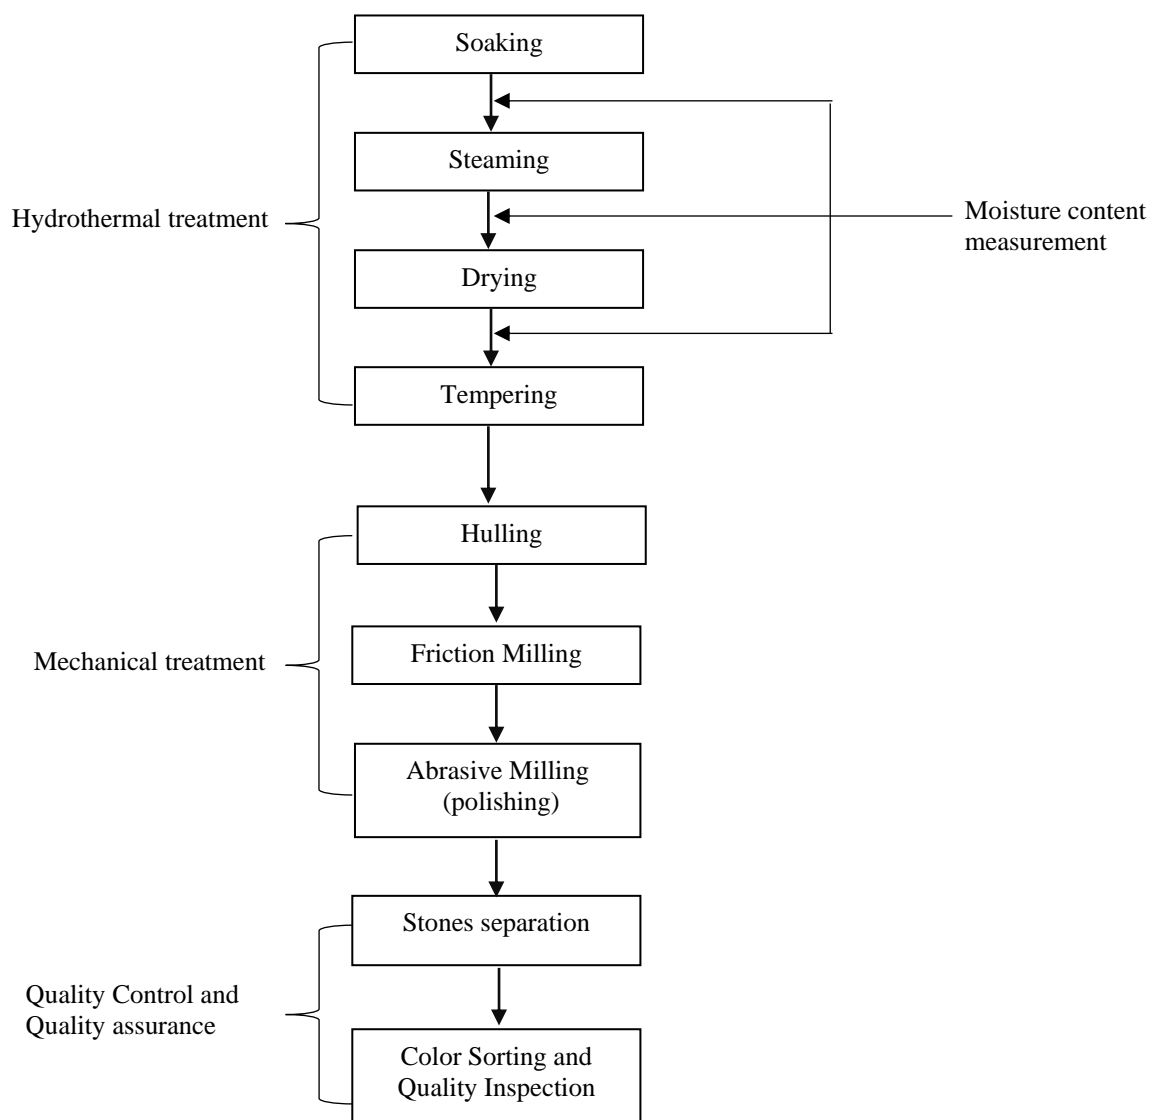 Soaking
Steaming
Hydrothermal treatment
Moisture content
measurement
Drying
Tempering
Hulling
Friction Milling
Mechanical treatment
Abrasive Milling
(polishing)
Stones separation
Quality Control and
Quality assurance
Color Sorting and
Quality Inspection